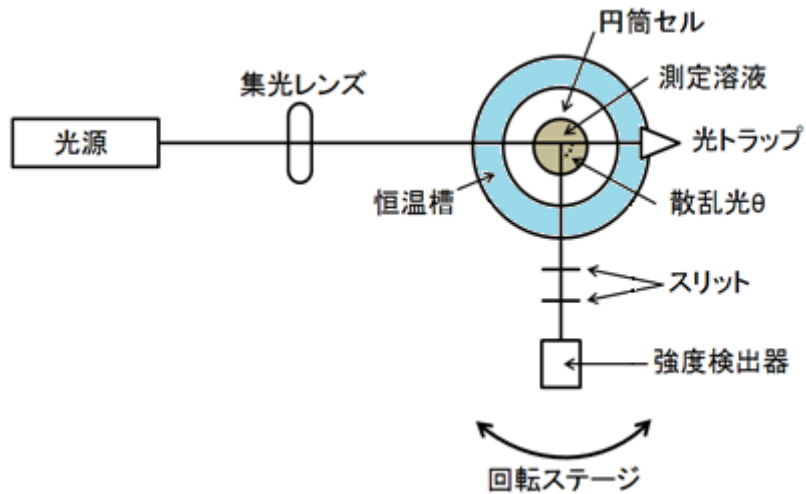 円筒セル
集光レンズ
測定溶液
光源
光トラップ
恒温槽
散乱光θ
スリット
強度検出器
回転ステージ